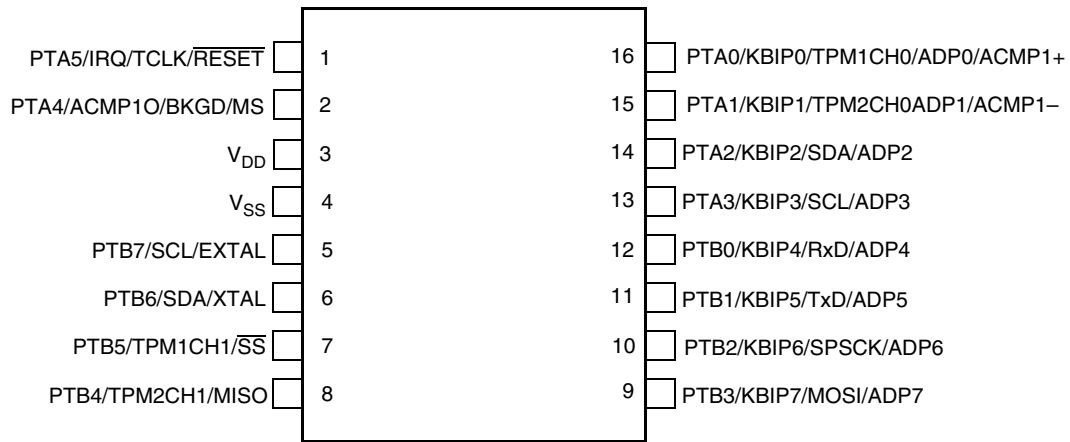 PTA5/IRQ/TCLK/RESET 1 16 PTA0/KBIP0/TPM1CH0/ADP0/ACMP1+
PTA4/ACMP1O/BKGD/MS 2 15 PTA1/KBIP1/TPM2CH0ADP1/ACMP1–
VDD 3 14 PTA2/KBIP2/SDA/ADP2
VSS 4 13 PTA3/KBIP3/SCL/ADP3
PTB7/SCL/EXTAL 5 12 PTB0/KBIP4/RxD/ADP4
PTB6/SDA/XTAL 6 11 PTB1/KBIP5/TxD/ADP5
PTB5/TPM1CH1/SS 7 10 PTB2/KBIP6/SPSCK/ADP6
PTB4/TPM2CH1/MISO 8 9 PTB3/KBIP7/MOSI/ADP7